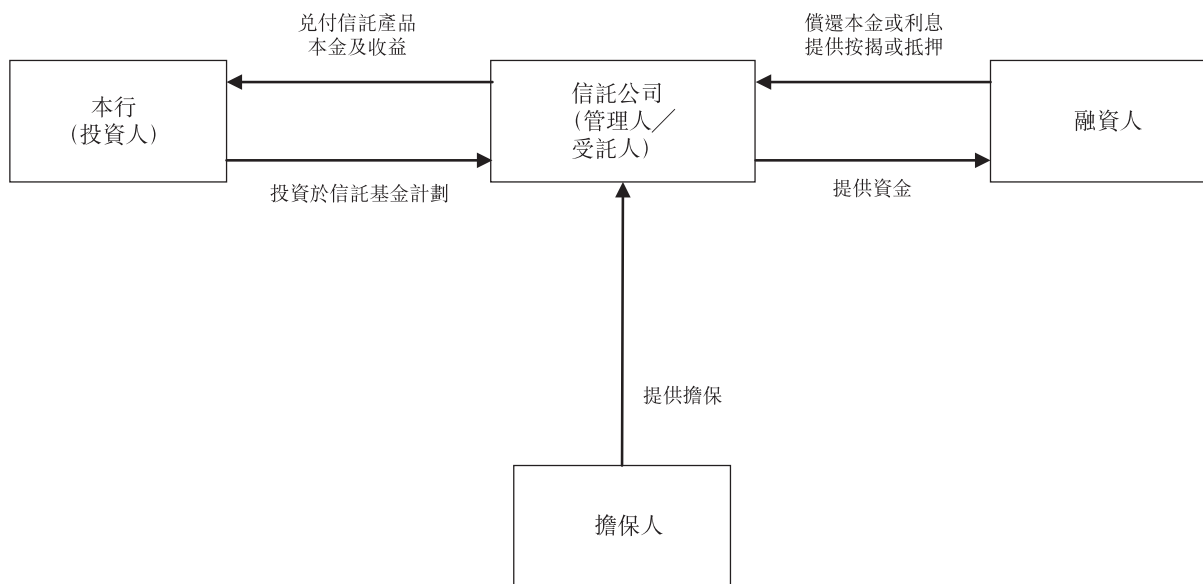 兑付信託產品
本金及收益
償還本金或利息
提供按揭或抵押
本行
（投資人）
信託公司
（管理人／
受託人）
融資人
投資於信託基金計劃
提供資金
提供擔保
擔保人